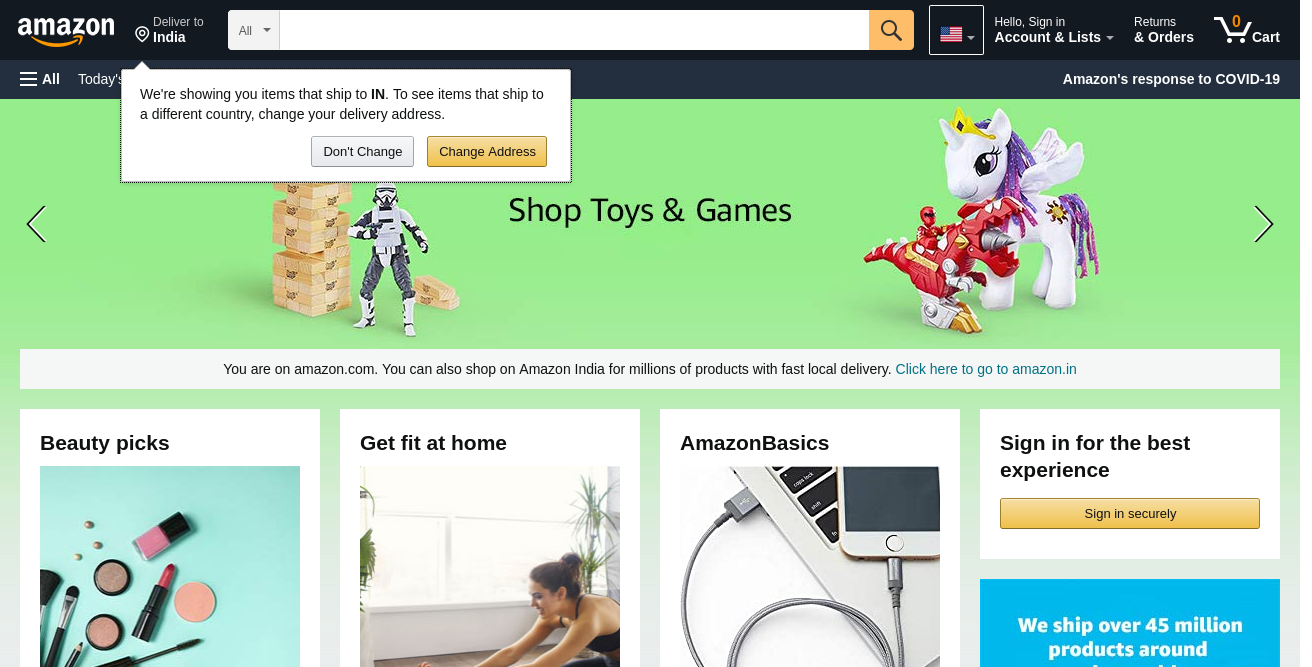 amazon
Deliver to
India
All
Hello, Sign in
Account & Lists
Returns
& Orders
0
Cart
All
Today's
Amazon's response to COVID-19
We're showing you items that ship to IN. To see items that ship to
a different country, change your delivery address.
Don't Change
Change Address
Shop Toys & Games
You are on amazon.com. You can also shop on Amazon India for millions of products with fast local delivery. Click here to go to amazon.in
Beauty picks
Get fit at home
AmazonBasics
caps lock
shift
fn
Sign in for the best
experience
Sign in securely
We ship over 45 million
products around